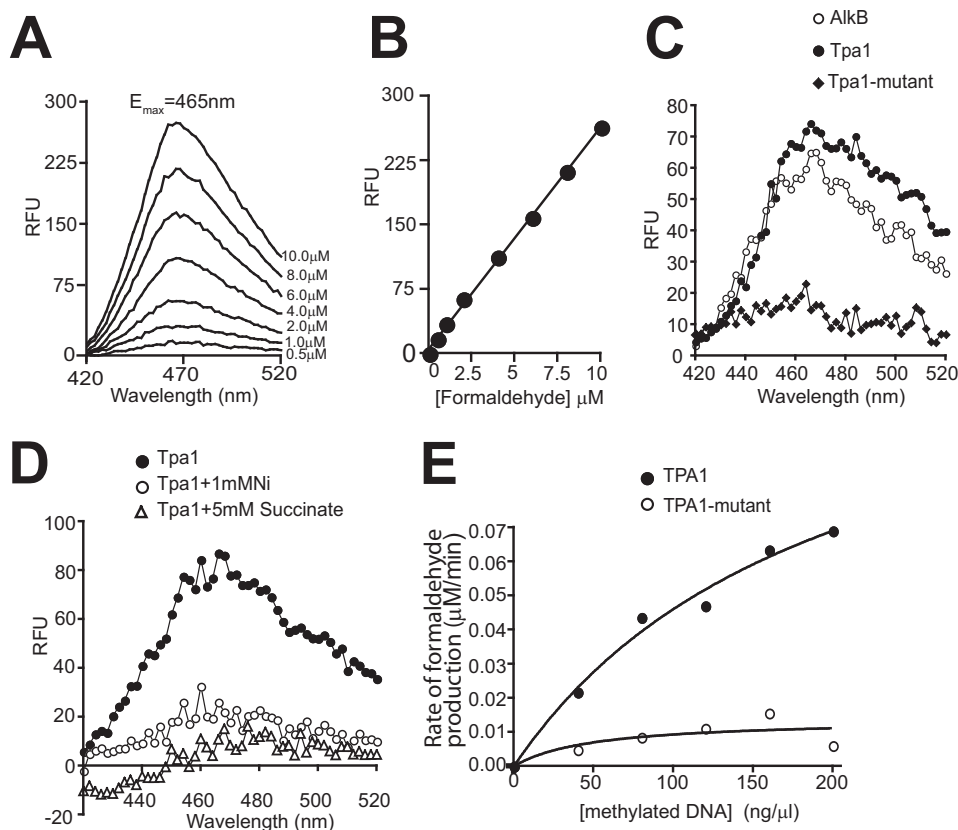 A
E max =465nm
300
225
150
75
0
RFU
10.0μM
8.0μM
6.0μM
4.0μM
2.0μM
1.0μM
0.5μM
420 470 520
Wavelength (nm)
B
300
225
150
75
0
RFU
0 2.5 5 7.5 10
[Formaldehyde] μM
C
AlkB
Tpa1
Tpa1-mutant
80
70
60
50
40
30
20
10
0
RFU
420 440 460 480 500 520
Wavelength (nm)
D
Tpa1
Tpa1+1mMNi
Tpa1+5mM Succinate
100
80
60
40
20
0
-20
RFU
440 460 480 500 520
Wavelength (nm)
E
TPA1
TPA1-mutant
0.07
0.06
0.05
0.04
0.03
0.02
0.01
0.00
Rate of formaldehyde
production (μM/min)
0 50 100 150 200
[methylated DNA] (ng/μl)